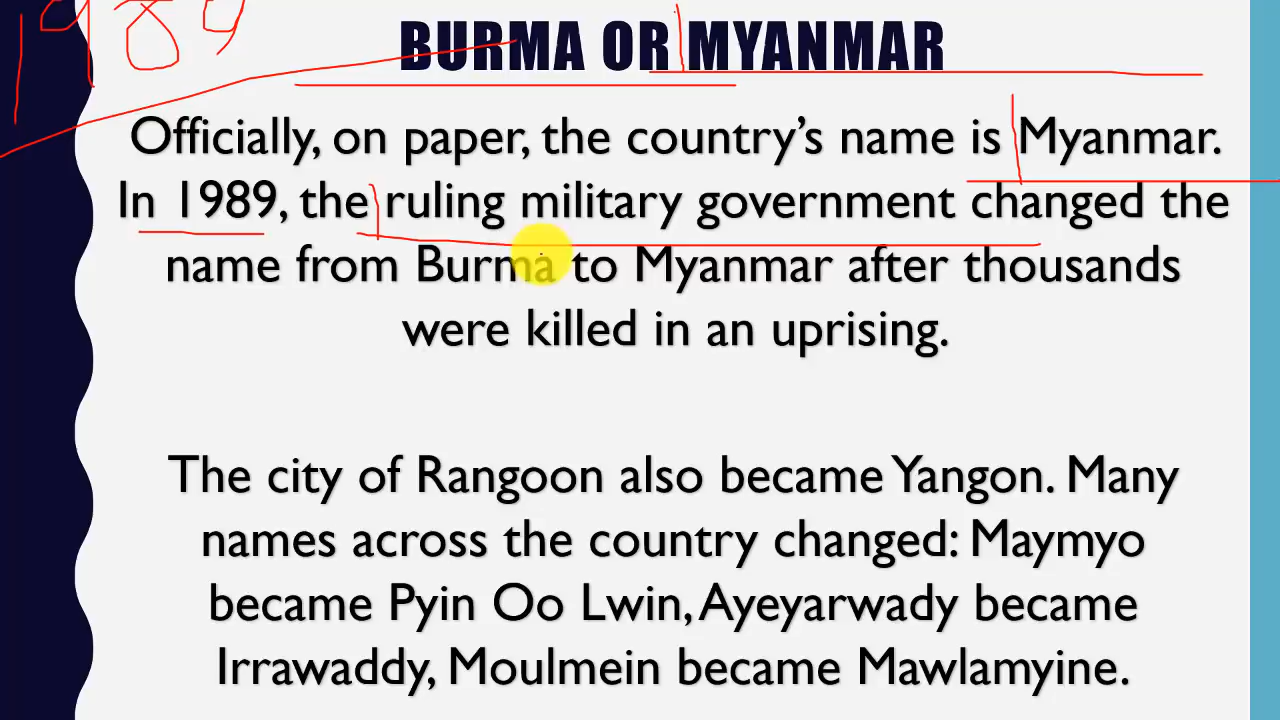 1989
BURMA OR MYANMAR
Officially, on paper, the country's name is Myanmar.
In 1989, the ruling military government changed the
name from Burma to Myanmar after thousands
were killed in an uprising.
The city of Rangoon also became Yangon. Many
names across the country changed: Maymyo
became Pyin Oo Lwin, Ayeyarwady became
Irrawaddy, Moulmein became Mawlamyine.